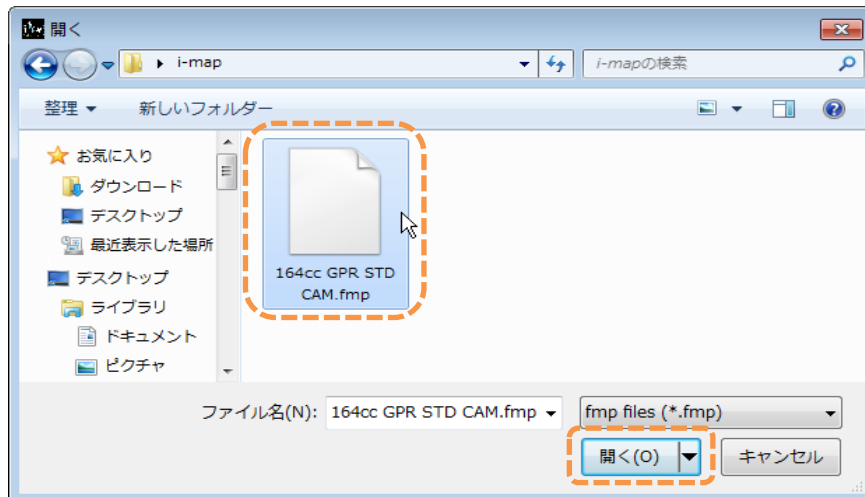 開く
i-map
i-mapの検索
整理
新しいフォルダー
お気に入り
ダウンロード
デスクトップ
最近表示した場所
デスクトップ
ライブラリ
ドキュメント
ピクチャ
164cc GPR STD
CAM.fmp
ファイル名(N): 164cc GPR STD CAM.fmp
fmp files (*.fmp)
開く(O)
キャンセル